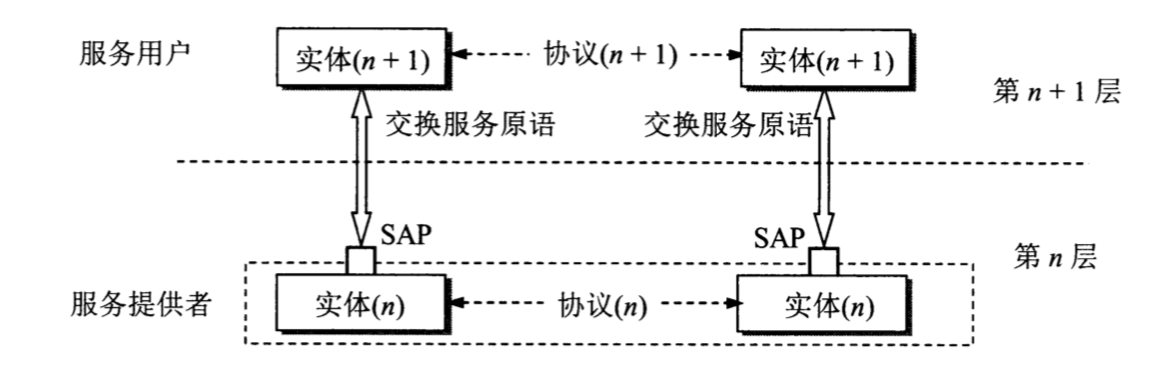 服务用户
实体(n + 1)
协议(n + 1)
实体(n + 1)
第 n + 1 层
交换服务原语
交换服务原语
SAP
SAP
第 n 层
服务提供者
实体(n)
协议(n)
实体(n)